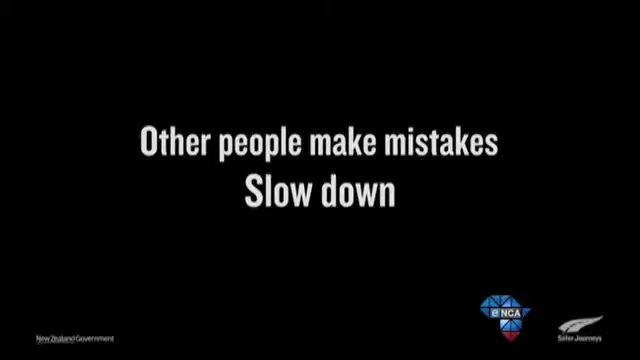 Other people make mistakes
Slow down
eNCA
New Zealand Government
Safer Journeys